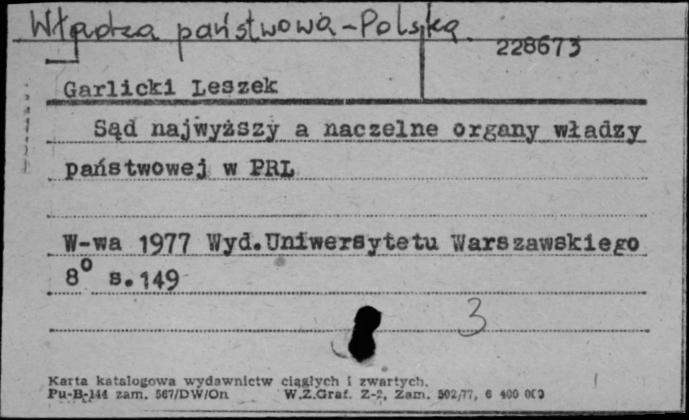 Władza państwowa - Polska.
228673
Garlicki Leszek
Sąd najwyższy a naczelne organy władzy
państwowej w PRL
W-wa 1977 Wyd.Uniwersytetu Warszawskiego
8° s.149
3
Karta katalogowa wydawnictw ciągłych i zwartych.
Pu-B-144 zam. 567/DW/On W.Z.Graf. Z-2, Zam. 502/77, 6 400 000